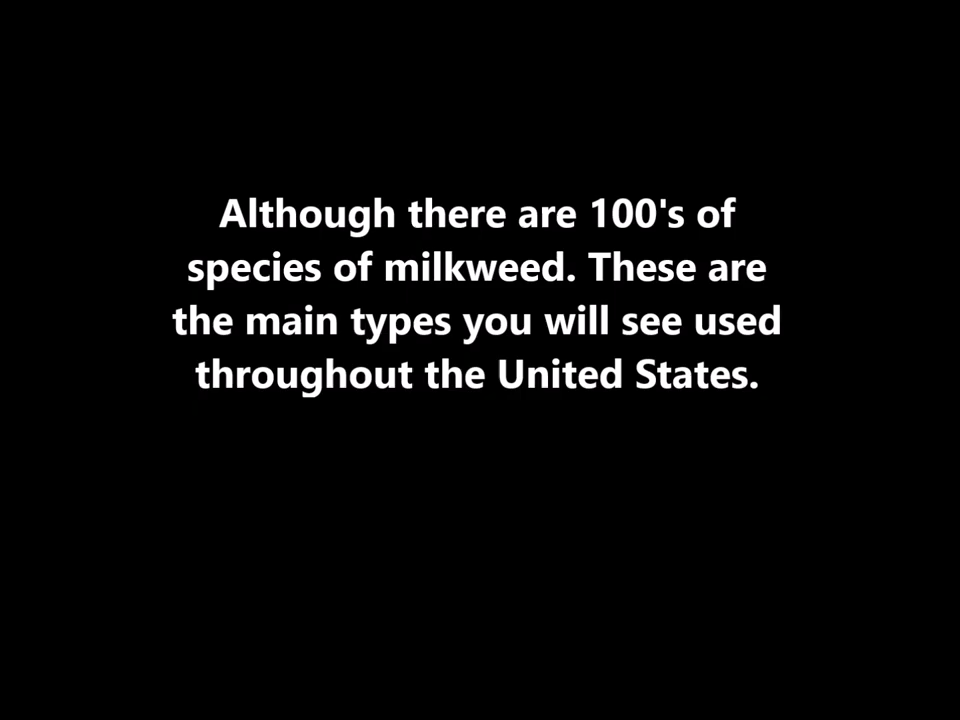 Although there are 100's of
species of milkweed. These are
the main types you will see used
throughout the United States.